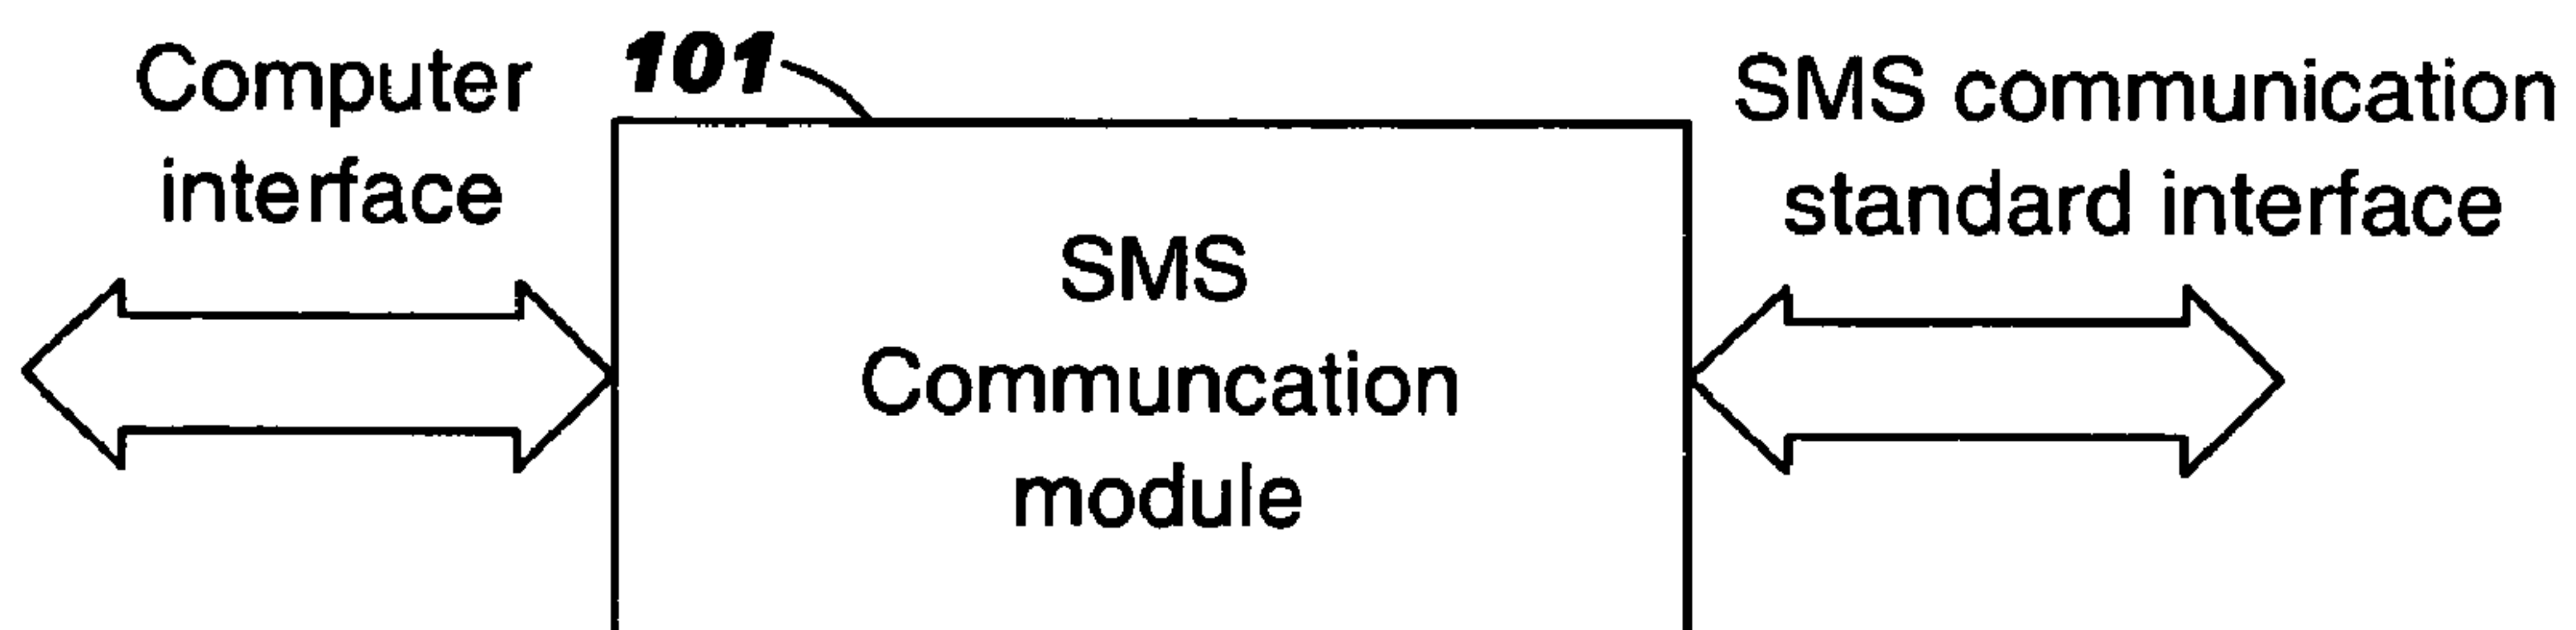 Computer
interface
101
SMS
Communcation
module
SMS communication
standard interface